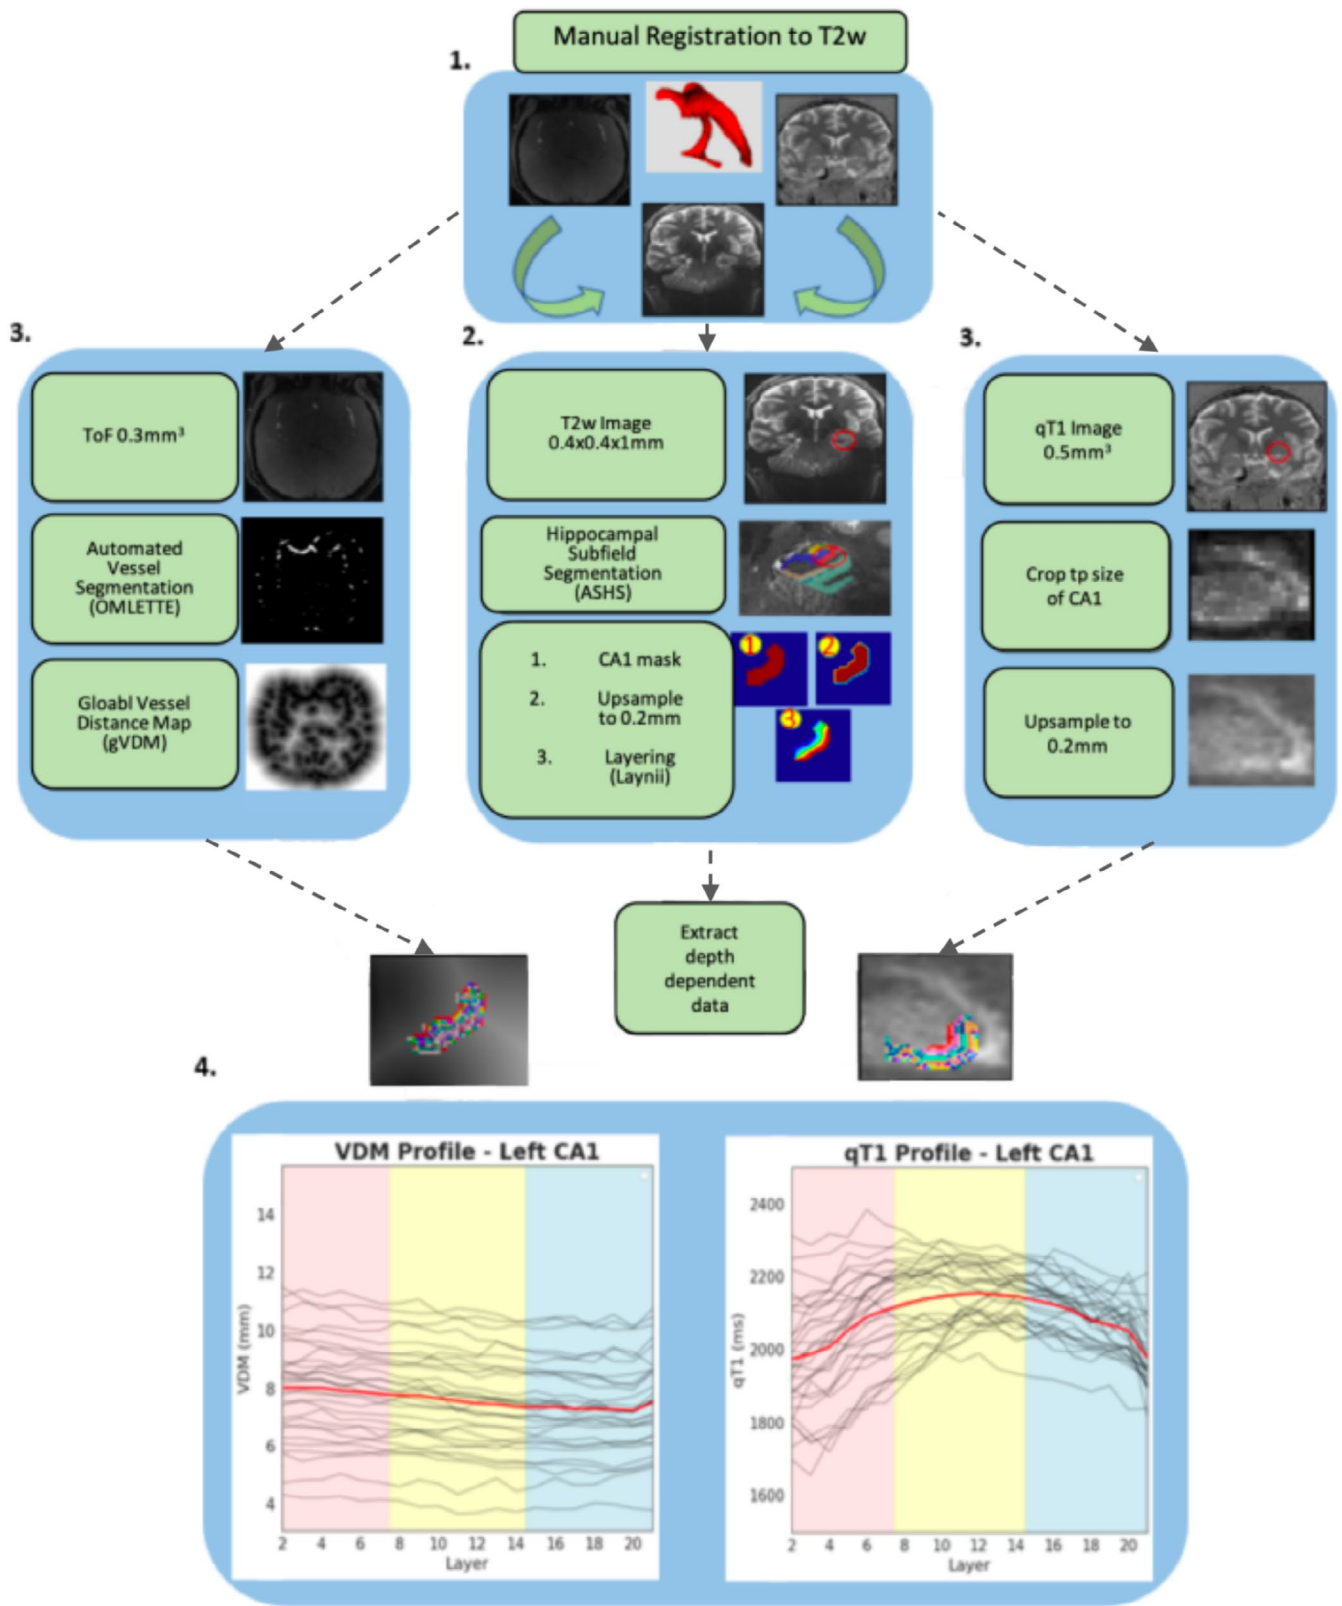 Manual Registration to T2w
1.
3.
ToF 0.3mm³
Automated
Vessel
Segmentation
(OMLETTE)
Gloabl Vessel
Distance Map
(gVDM)
2.
T2w Image
0.4x0.4x1mm
Hippocampal
Subfield
Segmentation
(ASHS)
1. CA1 mask
2. Upsample
to 0.2mm
3. Layering
(Laynii)
1
2
3
3.
qT1 Image
0.5mm³
Crop tp size
of CA1
Upsample to
0.2mm
Extract
depth
dependent
data
4.
VDM Profile - Left CA1
VDM (mm)
14
12
10
8
6
4
2 4 6 8 10 12 14 16 18 20
Layer
qT1 Profile - Left CA1
qT1 (ms)
2400
2200
2000
1800
1600
2 4 6 8 10 12 14 16 18 20
Layer